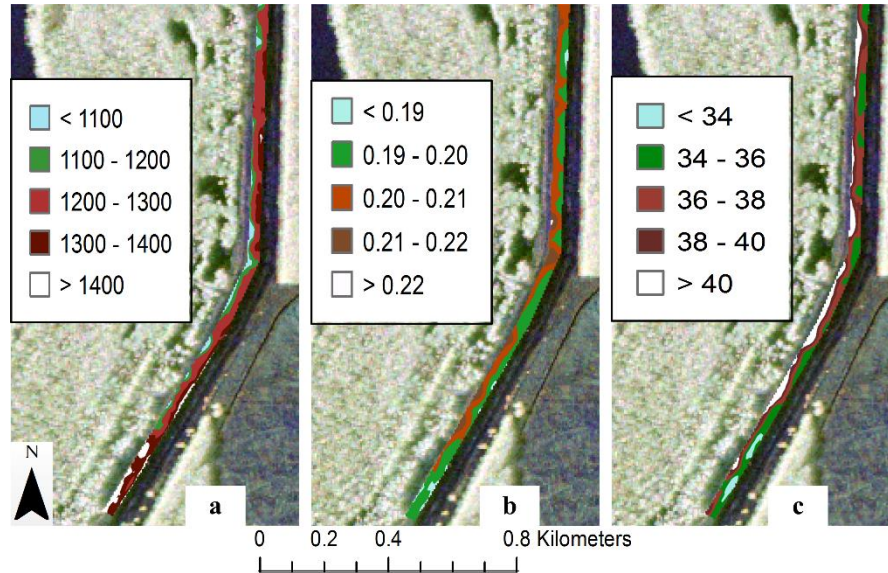 < 1100
1100 - 1200
1200 - 1300
1300 - 1400
> 1400
< 0.19
0.19 - 0.20
0.20 - 0.21
0.21 - 0.22
> 0.22
< 34
34 - 36
36 - 38
38 - 40
> 40
N
a
b
c
0 0.2 0.4 0.8 Kilometers